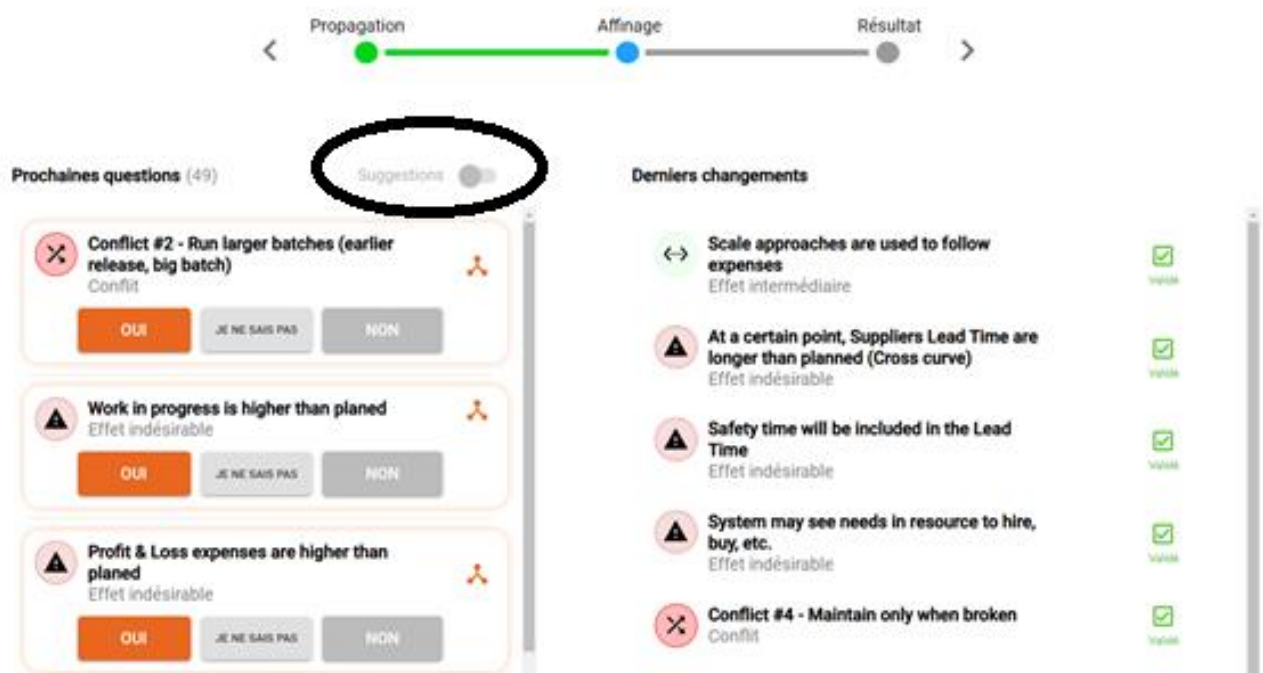 Propagation
Affinage
Résultat
Prochaines questions (49)
Suggestions
Conflict #2 - Run larger batches (earlier
release, big batch)
Conflit
OUI
JE NE SAIS PAS
NON
Work in progress is higher than planed
Effet indésirable
OUI
JE NE SAIS PAS
NON
Profit & Loss expenses are higher than
planed
Effet indésirable
OUI
JE NE SAIS PAS
NON
Derniers changements
Scale approaches are used to follow
expenses
Effet intermédiaire
Validé
At a certain point, Suppliers Lead Time are
longer than planned (Cross curve)
Effet indésirable
Validé
Safety time will be included in the Lead
Time
Effet indésirable
Validé
System may see needs in resource to hire,
buy, etc.
Effet indésirable
Validé
Conflict #4 - Maintain only when broken
Conflit
Validé